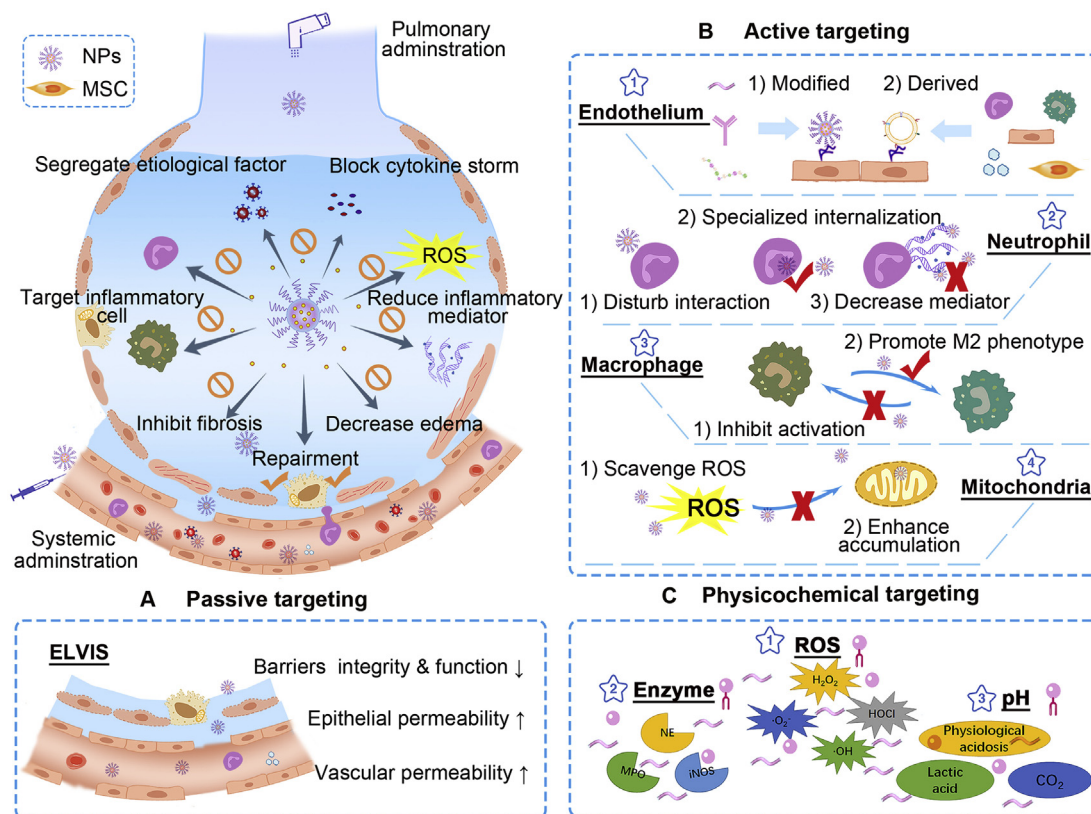 NPs
MSC
Pulmonary
adminstration
Segregate etiological factor
Block cytokine storm
ROS
Target inflammatory
cell
Reduce inflammatory
mediator
Inhibit fibrosis
Decrease edema
Repairment
Systemic
adminstration
A Passive targeting
ELVIS
Barriers integrity & function ↓
Epithelial permeability ↑
Vascular permeability ↑
B Active targeting
1
Endothelium
1) Modified
2) Derived
2) Specialized internalization
2
Neutrophil
1) Disturb interaction
3) Decrease mediator
3
Macrophage
2) Promote M2 phenotype
1) Inhibit activation
1) Scavenge ROS
ROS
4
Mitochondria
2) Enhance
accumulation
C Physicochemical targeting
1
ROS
H₂O₂
·O₂⁻
HOCl
·OH
2
Enzyme
NE
MPO
iNOS
3
pH
Physiological
acidosis
Lactic
acid
CO₂